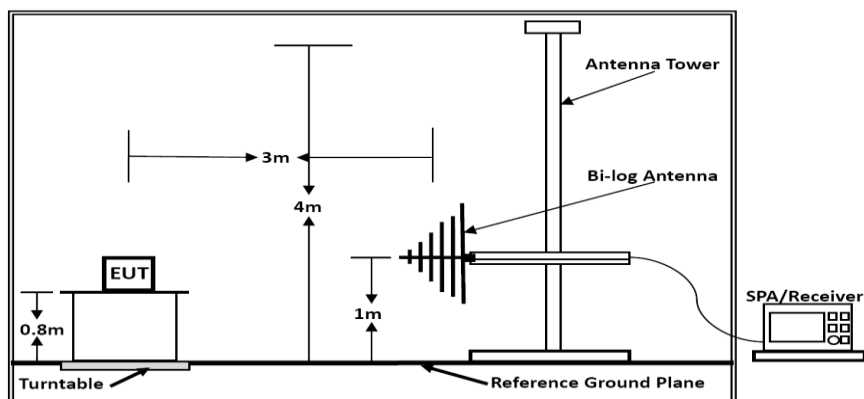 Antenna Tower
3m
Bi-log Antenna
4m
EUT
SPA/Receiver
0.8m
1m
Turntable
Reference Ground Plane